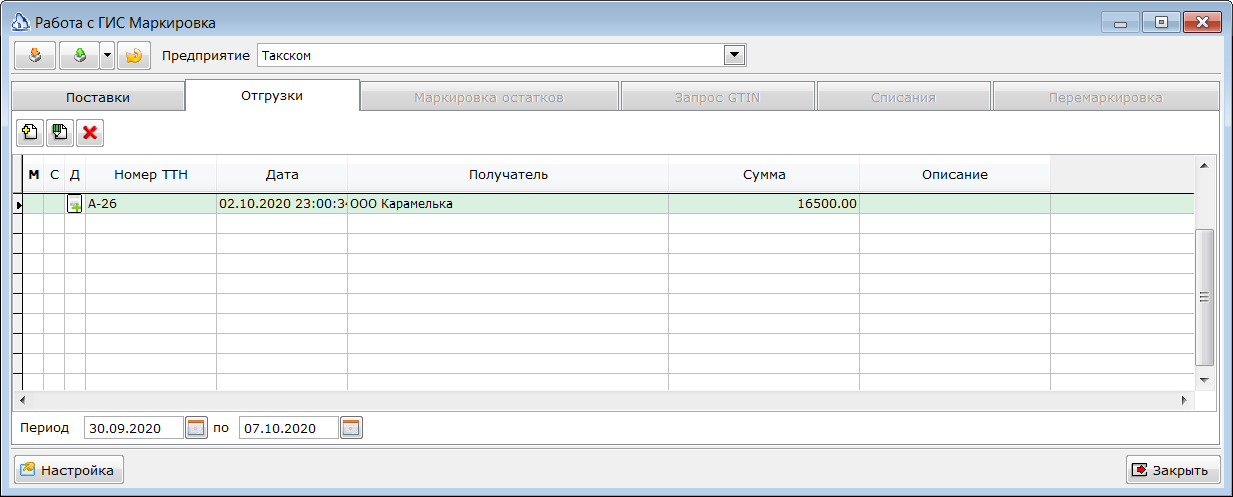 Работа с ГИС Маркировка
Предприятие Такском
Поставки Отгрузки Маркировка остатков Запрос GTIN Списания Перемаркировка
М С Д Номер ТТН Дата Получатель Сумма Описание
А-26 02.10.2020 23:00:34 ООО Карамелька 16500.00
Период 30.09.2020 по 07.10.2020
Настройка Закрыть